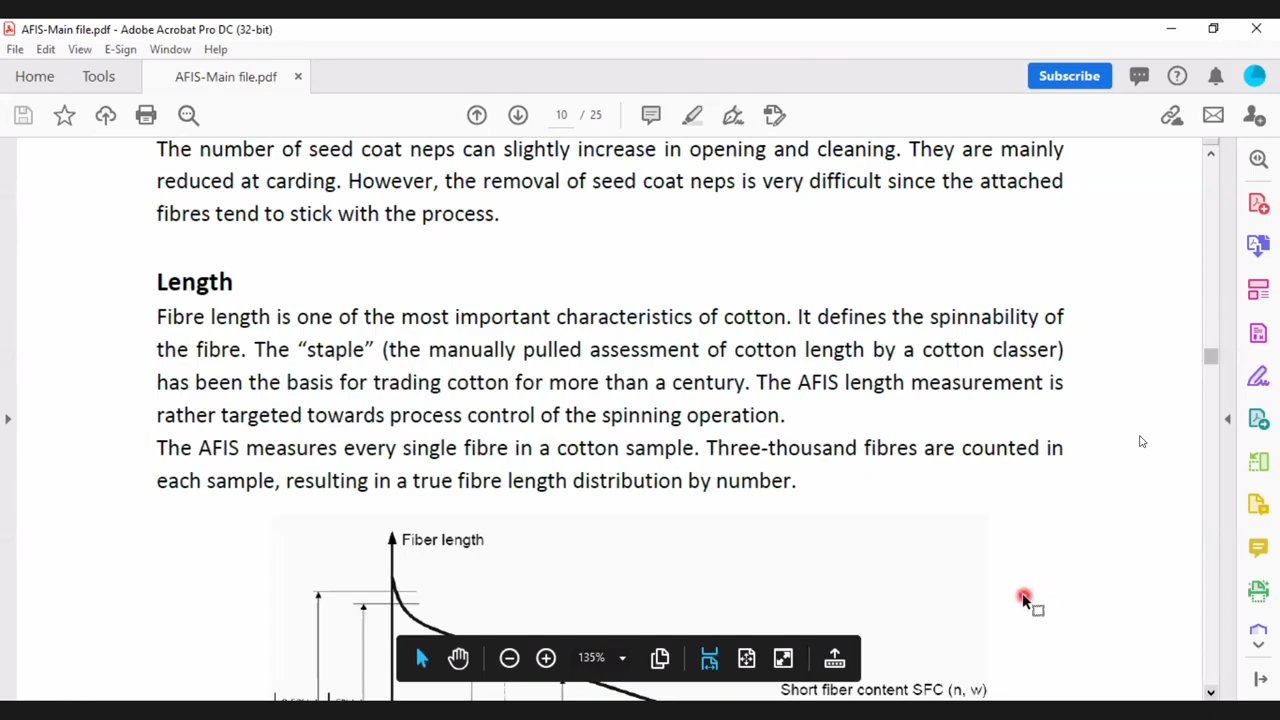 AFIS-Main file.pdf - Adobe Acrobat Pro DC (32-bit)
File Edit View E-Sign Window Help
Home Tools AFIS-Main file.pdf × Subscribe
10 / 25
The number of seed coat neps can slightly increase in opening and cleaning. They are mainly
reduced at carding. However, the removal of seed coat neps is very difficult since the attached
fibres tend to stick with the process.
Length
Fibre length is one of the most important characteristics of cotton. It defines the spinnability of
the fibre. The “staple” (the manually pulled assessment of cotton length by a cotton classer)
has been the basis for trading cotton for more than a century. The AFIS length measurement is
rather targeted towards process control of the spinning operation.
The AFIS measures every single fibre in a cotton sample. Three-thousand fibres are counted in
each sample, resulting in a true fibre length distribution by number.
Fiber length
135%
Short fiber content SFC (n, w)